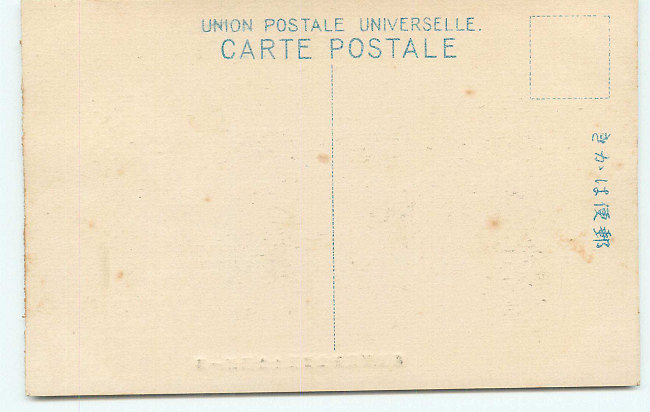 UNION POSTALE UNIVERSELLE.
CARTE POSTALE
きがは便郵